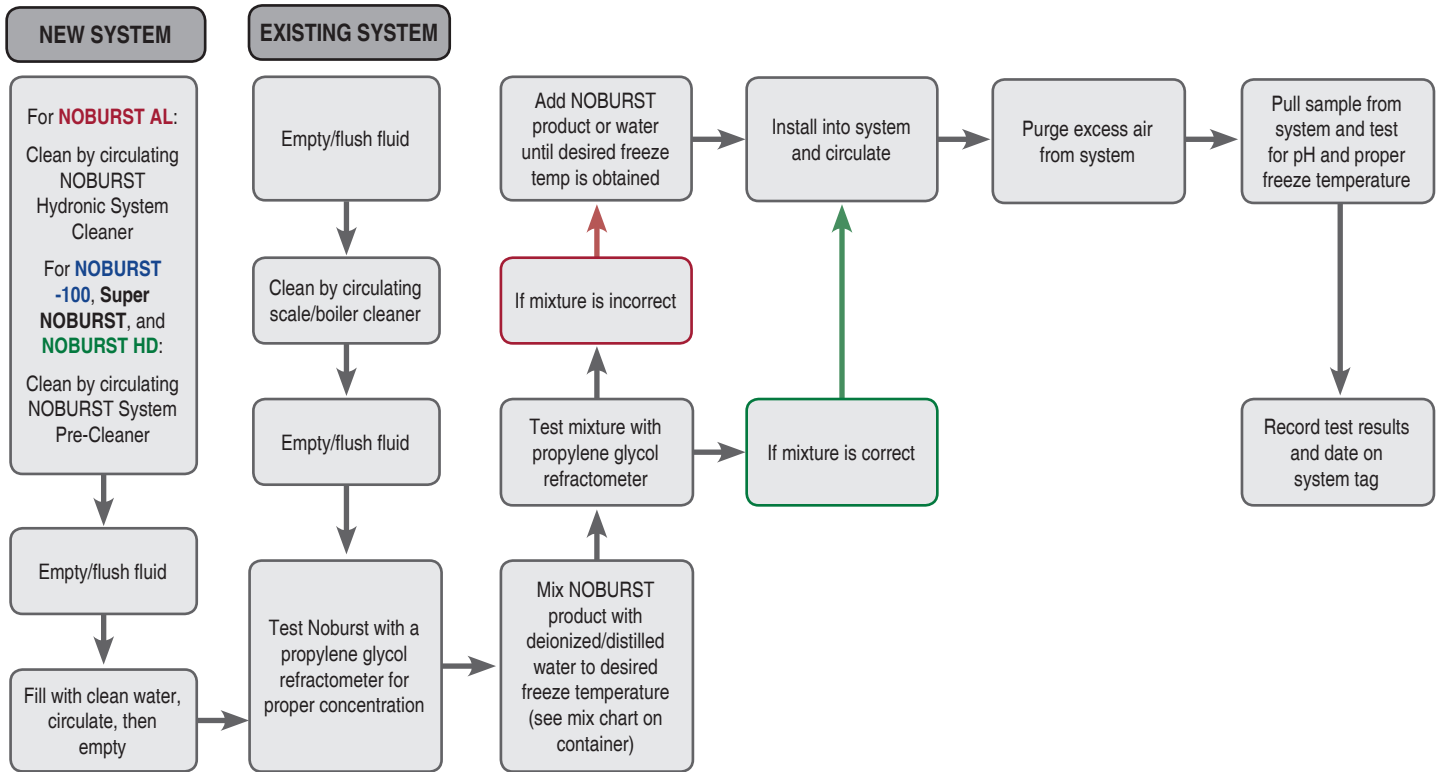 NEW SYSTEM
For NOBURST AL:
Clean by circulating
NOBURST
Hydronic System
Cleaner
For NOBURST
-100, Super
NOBURST, and
NOBURST HD:
Clean by circulating
NOBURST System
Pre-Cleaner
Empty/flush fluid
Fill with clean water,
circulate, then
empty
EXISTING SYSTEM
Empty/flush fluid
Clean by circulating
scale/boiler cleaner
Empty/flush fluid
Test Noburst with a
propylene glycol
refractometer for
proper concentration
Mix NOBURST
product with
deionized/distilled
water to desired
freeze temperature
(see mix chart on
container)
Test mixture with
propylene glycol
refractometer
If mixture is incorrect
Add NOBURST
product or water
until desired freeze
temp is obtained
If mixture is correct
Install into system
and circulate
Purge excess air
from system
Pull sample from
system and test
for pH and proper
freeze temperature
Record test results
and date on
system tag